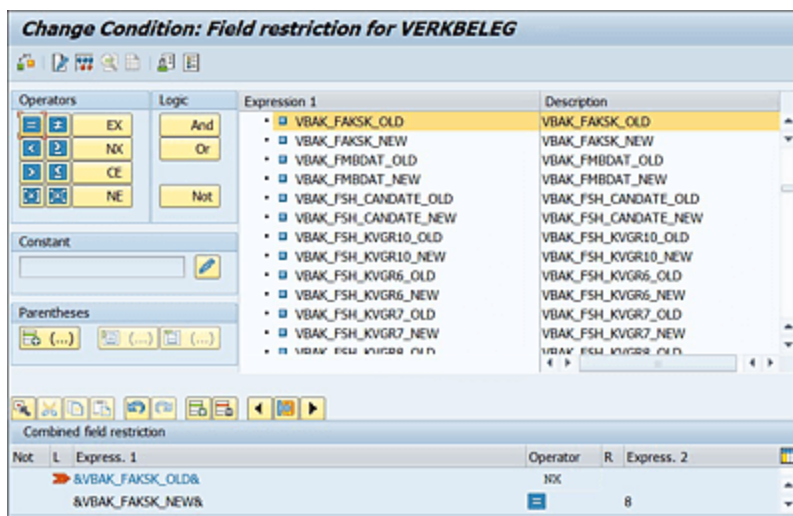 Change Condition: Field restriction for VERKBELEG
Operators
Logic
Expression 1
Description
EX
And
NX
Or
CE
NE
Not
VBAK_FAKSK_OLD VBAK_FAKSK_OLD
VBAK_FAKSK_NEW VBAK_FAKSK_NEW
VBAK_FMBDAT_OLD VBAK_FMBDAT_OLD
VBAK_FMBDAT_NEW VBAK_FMBDAT_NEW
VBAK_FSH_CANDATE_OLD VBAK_FSH_CANDATE_OLD
VBAK_FSH_CANDATE_NEW VBAK_FSH_CANDATE_NEW
VBAK_FSH_KVGR10_OLD VBAK_FSH_KVGR10_OLD
VBAK_FSH_KVGR10_NEW VBAK_FSH_KVGR10_NEW
VBAK_FSH_KVGR6_OLD VBAK_FSH_KVGR6_OLD
VBAK_FSH_KVGR6_NEW VBAK_FSH_KVGR6_NEW
VBAK_FSH_KVGR7_OLD VBAK_FSH_KVGR7_OLD
VBAK_FSH_KVGR7_NEW VBAK_FSH_KVGR7_NEW
VBAK_FSH_KVGR8_OLD VBAK_FSH_KVGR8_OLD
Constant
Parentheses
(...) (...) (...)
Combined field restriction
Not L Express. 1 Operator R Express. 2
&VBAK_FAKSK_OLD& NX
&VBAK_FAKSK_NEW& = 8